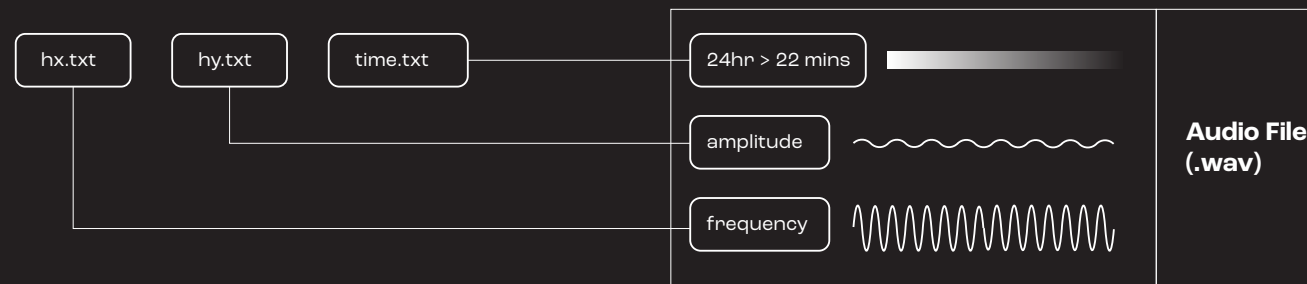 hx.txt
hy.txt
time.txt
24hr > 22 mins
amplitude
frequency
Audio File
(.wav)